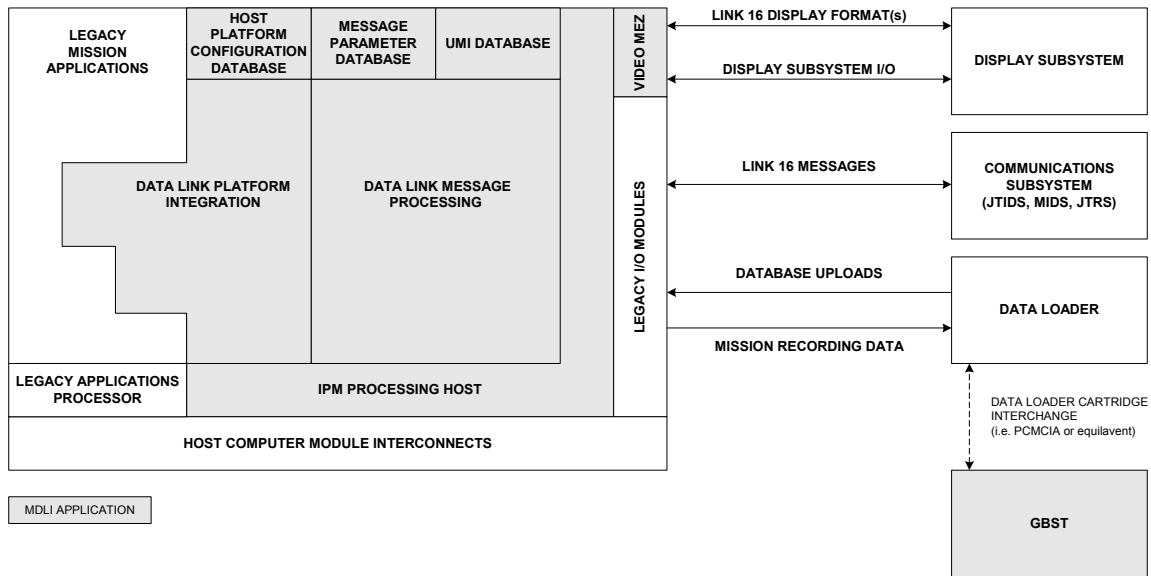 LEGACY
MISSION
APPLICATIONS
HOST
PLATFORM
CONFIGURATION
DATABASE
MESSAGE
PARAMETER
DATABASE
UMI DATABASE
VIDEO MEZ
LINK 16 DISPLAY FORMAT(s)
DISPLAY SUBSYSTEM I/O
DISPLAY SUBSYSTEM
DATA LINK PLATFORM
INTEGRATION
DATA LINK MESSAGE
PROCESSING
LEGACY I/O MODULES
LINK 16 MESSAGES
COMMUNICATIONS
SUBSYSTEM
(JTIDS, MIDS, JTRS)
DATABASE UPLOADS
MISSION RECORDING DATA
DATA LOADER
LEGACY APPLICATIONS
PROCESSOR
IPM PROCESSING HOST
DATA LOADER CARTRIDGE
INTERCHANGE
(i.e. PCMCIA or equilavent)
HOST COMPUTER MODULE INTERCONNECTS
MDLI APPLICATION
GBST